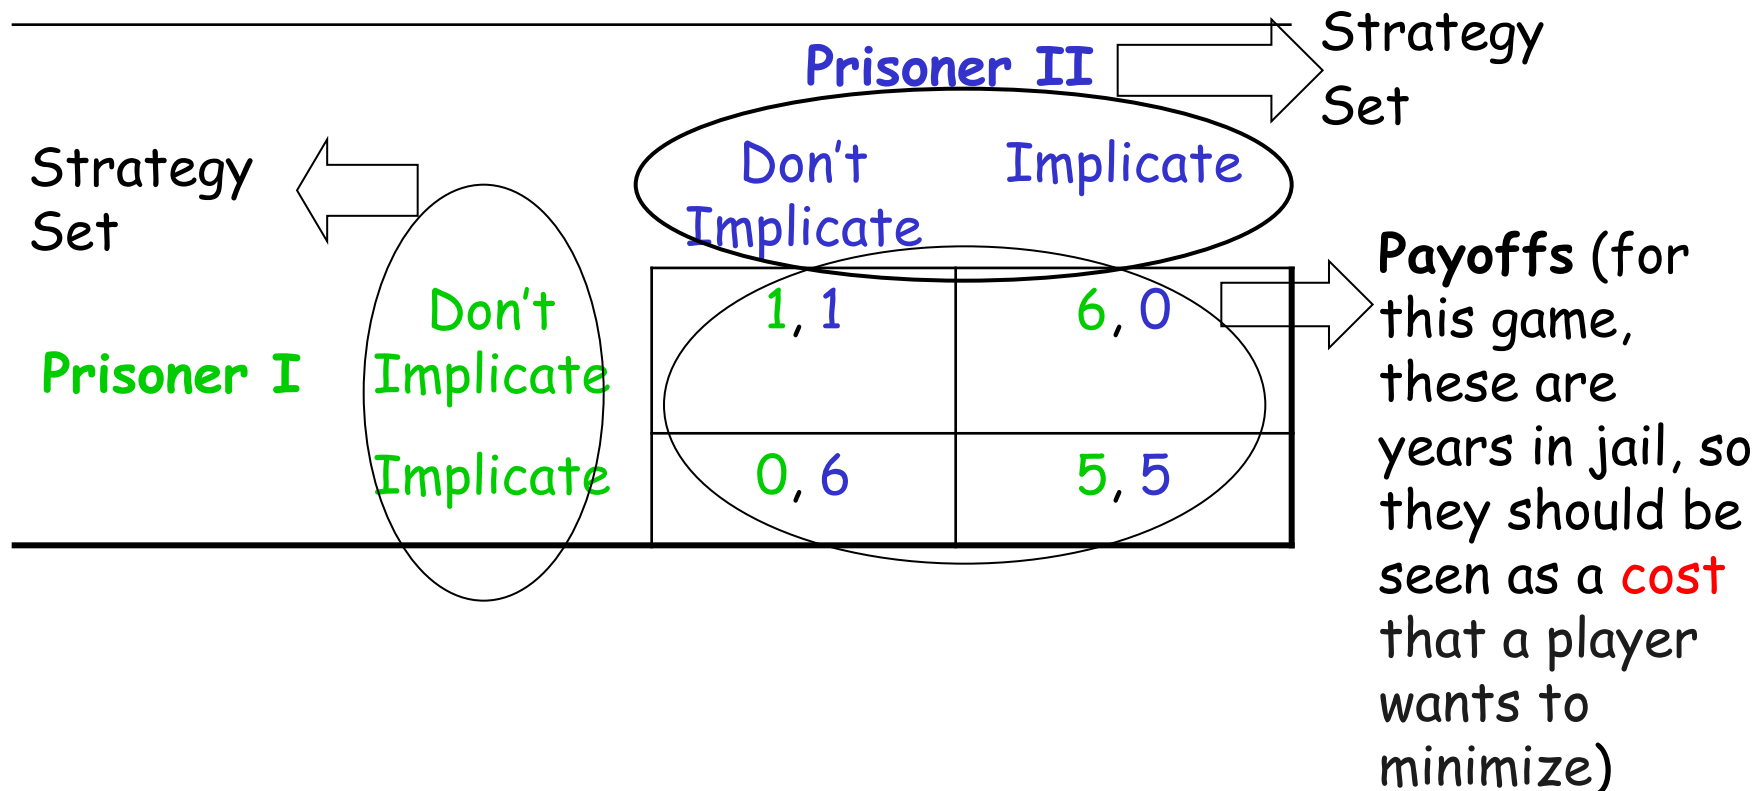 Strategy
Set
Prisoner II
Strategy
Set
Don't Implicate
Implicate
Payoffs (for
this game,
these are
years in jail, so
they should be
seen as a cost
that a player
wants to
minimize)
Prisoner I
Don't
Implicate
1, 1 6, 0
Implicate 0, 6 5, 5